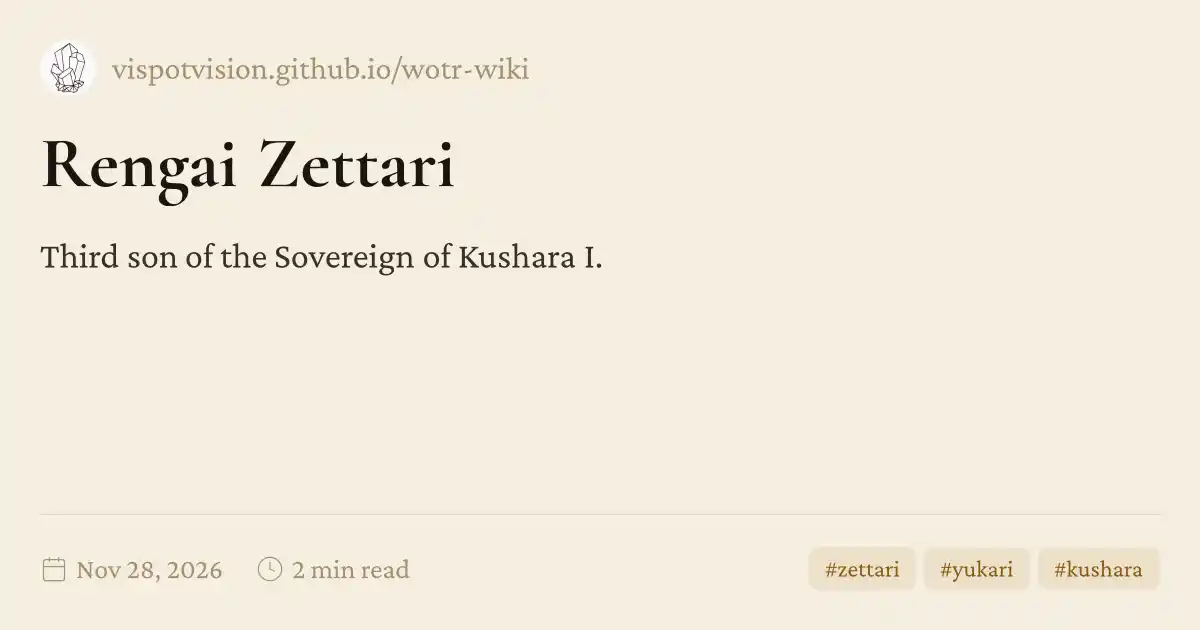 vispotvision.github.io/wotr-wiki
Rengai Zettari
Third son of the Sovereign of Kushara I.
Nov 28, 2026
2 min read
#zettari
#yukari
#kushara